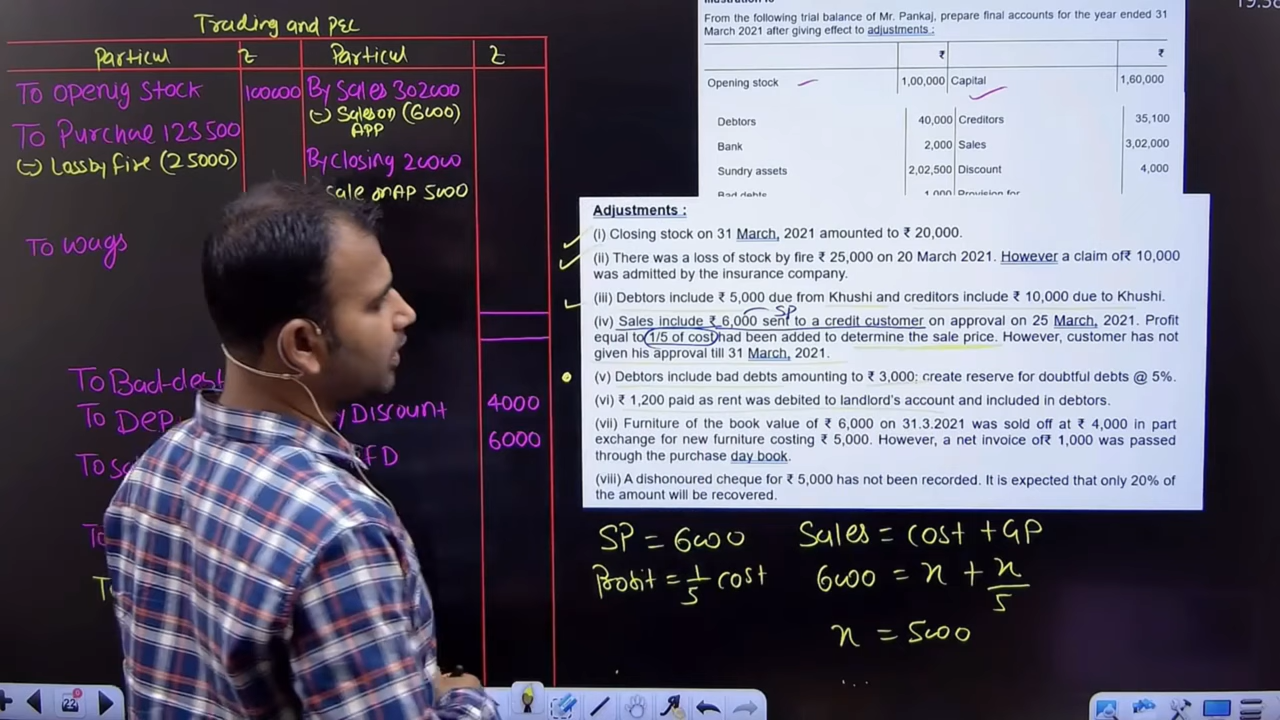 Trading and P&L
Particul ₹ Particul ₹
To openig stock 100000 By Sales 302000
(-) Sales on (6000)
APP
To Purchae 123500
(-) Loss by fire (25000)
By Closing 20000
Sale on AP 5000
To wags
To Bad-dest
To Dep
Discount 4000
FD 6000
From the following trial balance of Mr. Pankaj, prepare final accounts for the year ended 31
March 2021 after giving effect to adjustments :
₹ ₹
Opening stock 1,00,000 Capital 1,60,000
Debtors 40,000 Creditors 35,100
Bank 2,000 Sales 3,02,000
Sundry assets 2,02,500 Discount 4,000
Bad debts 1,000 Provision for
Adjustments :
(i) Closing stock on 31 March, 2021 amounted to ₹ 20,000.
(ii) There was a loss of stock by fire ₹ 25,000 on 20 March 2021. However a claim of₹ 10,000
was admitted by the insurance company.
(iii) Debtors include ₹ 5,000 due from Khushi and creditors include ₹ 10,000 due to Khushi.
SP
(iv) Sales include ₹ 6,000 sent to a credit customer on approval on 25 March, 2021. Profit
equal to 1/5 of cost had been added to determine the sale price. However, customer has not
given his approval till 31 March, 2021.
(v) Debtors include bad debts amounting to ₹ 3,000; create reserve for doubtful debts @ 5%.
(vi) ₹ 1,200 paid as rent was debited to landlord's account and included in debtors.
(vii) Furniture of the book value of ₹ 6,000 on 31.3.2021 was sold off at ₹ 4,000 in part
exchange for new furniture costing ₹ 5,000. However, a net invoice of₹ 1,000 was passed
through the purchase day book.
(viii) A dishonoured cheque for ₹ 5,000 has not been recorded. It is expected that only 20% of
the amount will be recovered.
SP = 6000 Sales = Cost + GP
Profit = 1/5 cost 6000 = x + x/5
x = 5000
22